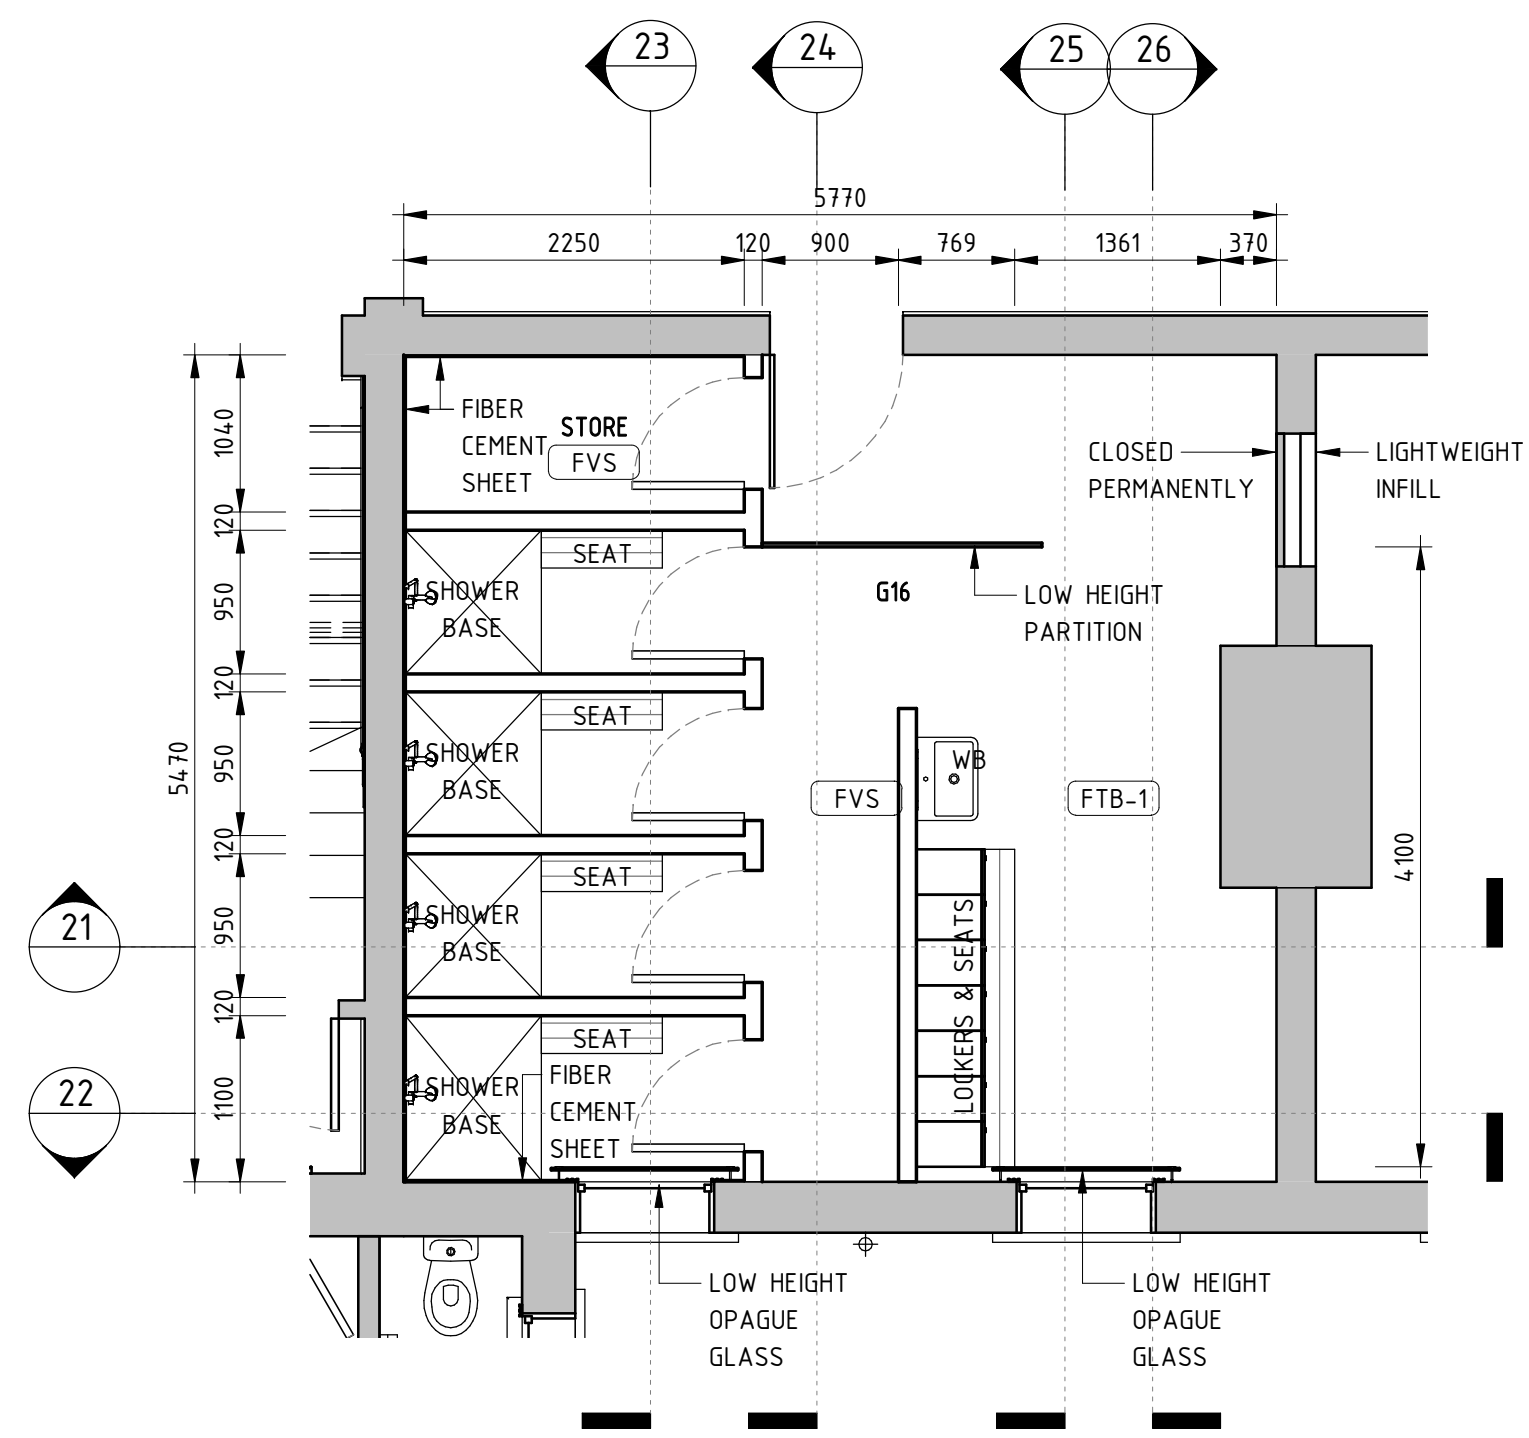 23
24
25
26
5770
2250
120
900
769
1361
370
1040
120
950
120
950
120
950
120
1100
5470
4100
FIBER
CEMENT
SHEET
STORE
FVS
CLOSED
PERMANENTLY
LIGHTWEIGHT
INFILL
SEAT
SHOWER
BASE
G16
LOW HEIGHT
PARTITION
SEAT
SHOWER
BASE
WB
FVS
FTB-1
SEAT
SHOWER
BASE
LOCKERS & SEATS
21
SEAT
SHOWER
BASE
FIBER
CEMENT
SHEET
22
LOW HEIGHT
OPAGUE
GLASS
LOW HEIGHT
OPAGUE
GLASS